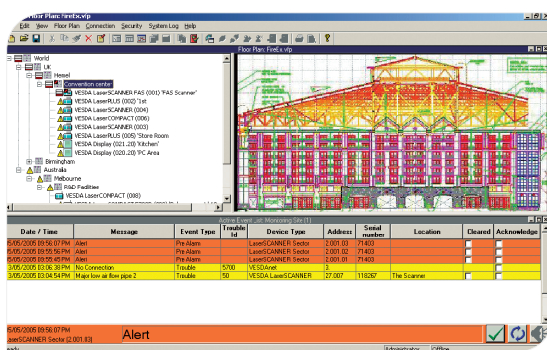 Floor Plan: FireEx.vfp
Edit View Floor Plan Connection Security System Log Help
World
UK
Hemel
Convention center
VESDA LaserSCANNER FAS (001) 'FAS Scanner'
VESDA LaserPLUS (002) '1st
VESDA LaserSCANNER (004)
VESDA LaserCOMPACT (006)
VESDA LaserSCANNER (003)
VESDA LaserPLUS (005) 'Store Room
VESDA Display (021.20) 'Kitchen'
VESDA Display (020.20) 'PC Area
Birmingham
Australia
Melbourne
R&D Facilities
VESDA LaserCOMPACT (008)
Floor Plan: FireEx.vfp
Active Event List: Monitoring Site (1)
Date / Time Message Event Type Trouble Id Device Type Address Serial number Location Cleared Acknowledge
5/05/2005 09:56:07 PM Alert Pre Alarm LaserSCANNER Sector 2.001.03 71403
5/05/2005 09:55:56 PM Alert Pre Alarm LaserSCANNER Sector 2.001.02 71403
5/05/2005 09:55:45 PM Alert Pre Alarm LaserSCANNER Sector 2.001.01 71403
3/05/2005 03:06:38 PM No Connection Trouble 5700 VESDAnet 3.
3/05/2005 03:04:54 PM Major low air flow pipe 2 Trouble 50 VESDA LaserSCANNER 27.007 118267 The Scanner
5/05/2005 09:56:07 PM
LaserSCANNER Sector (2.001.03)
Alert
Administrator Offline